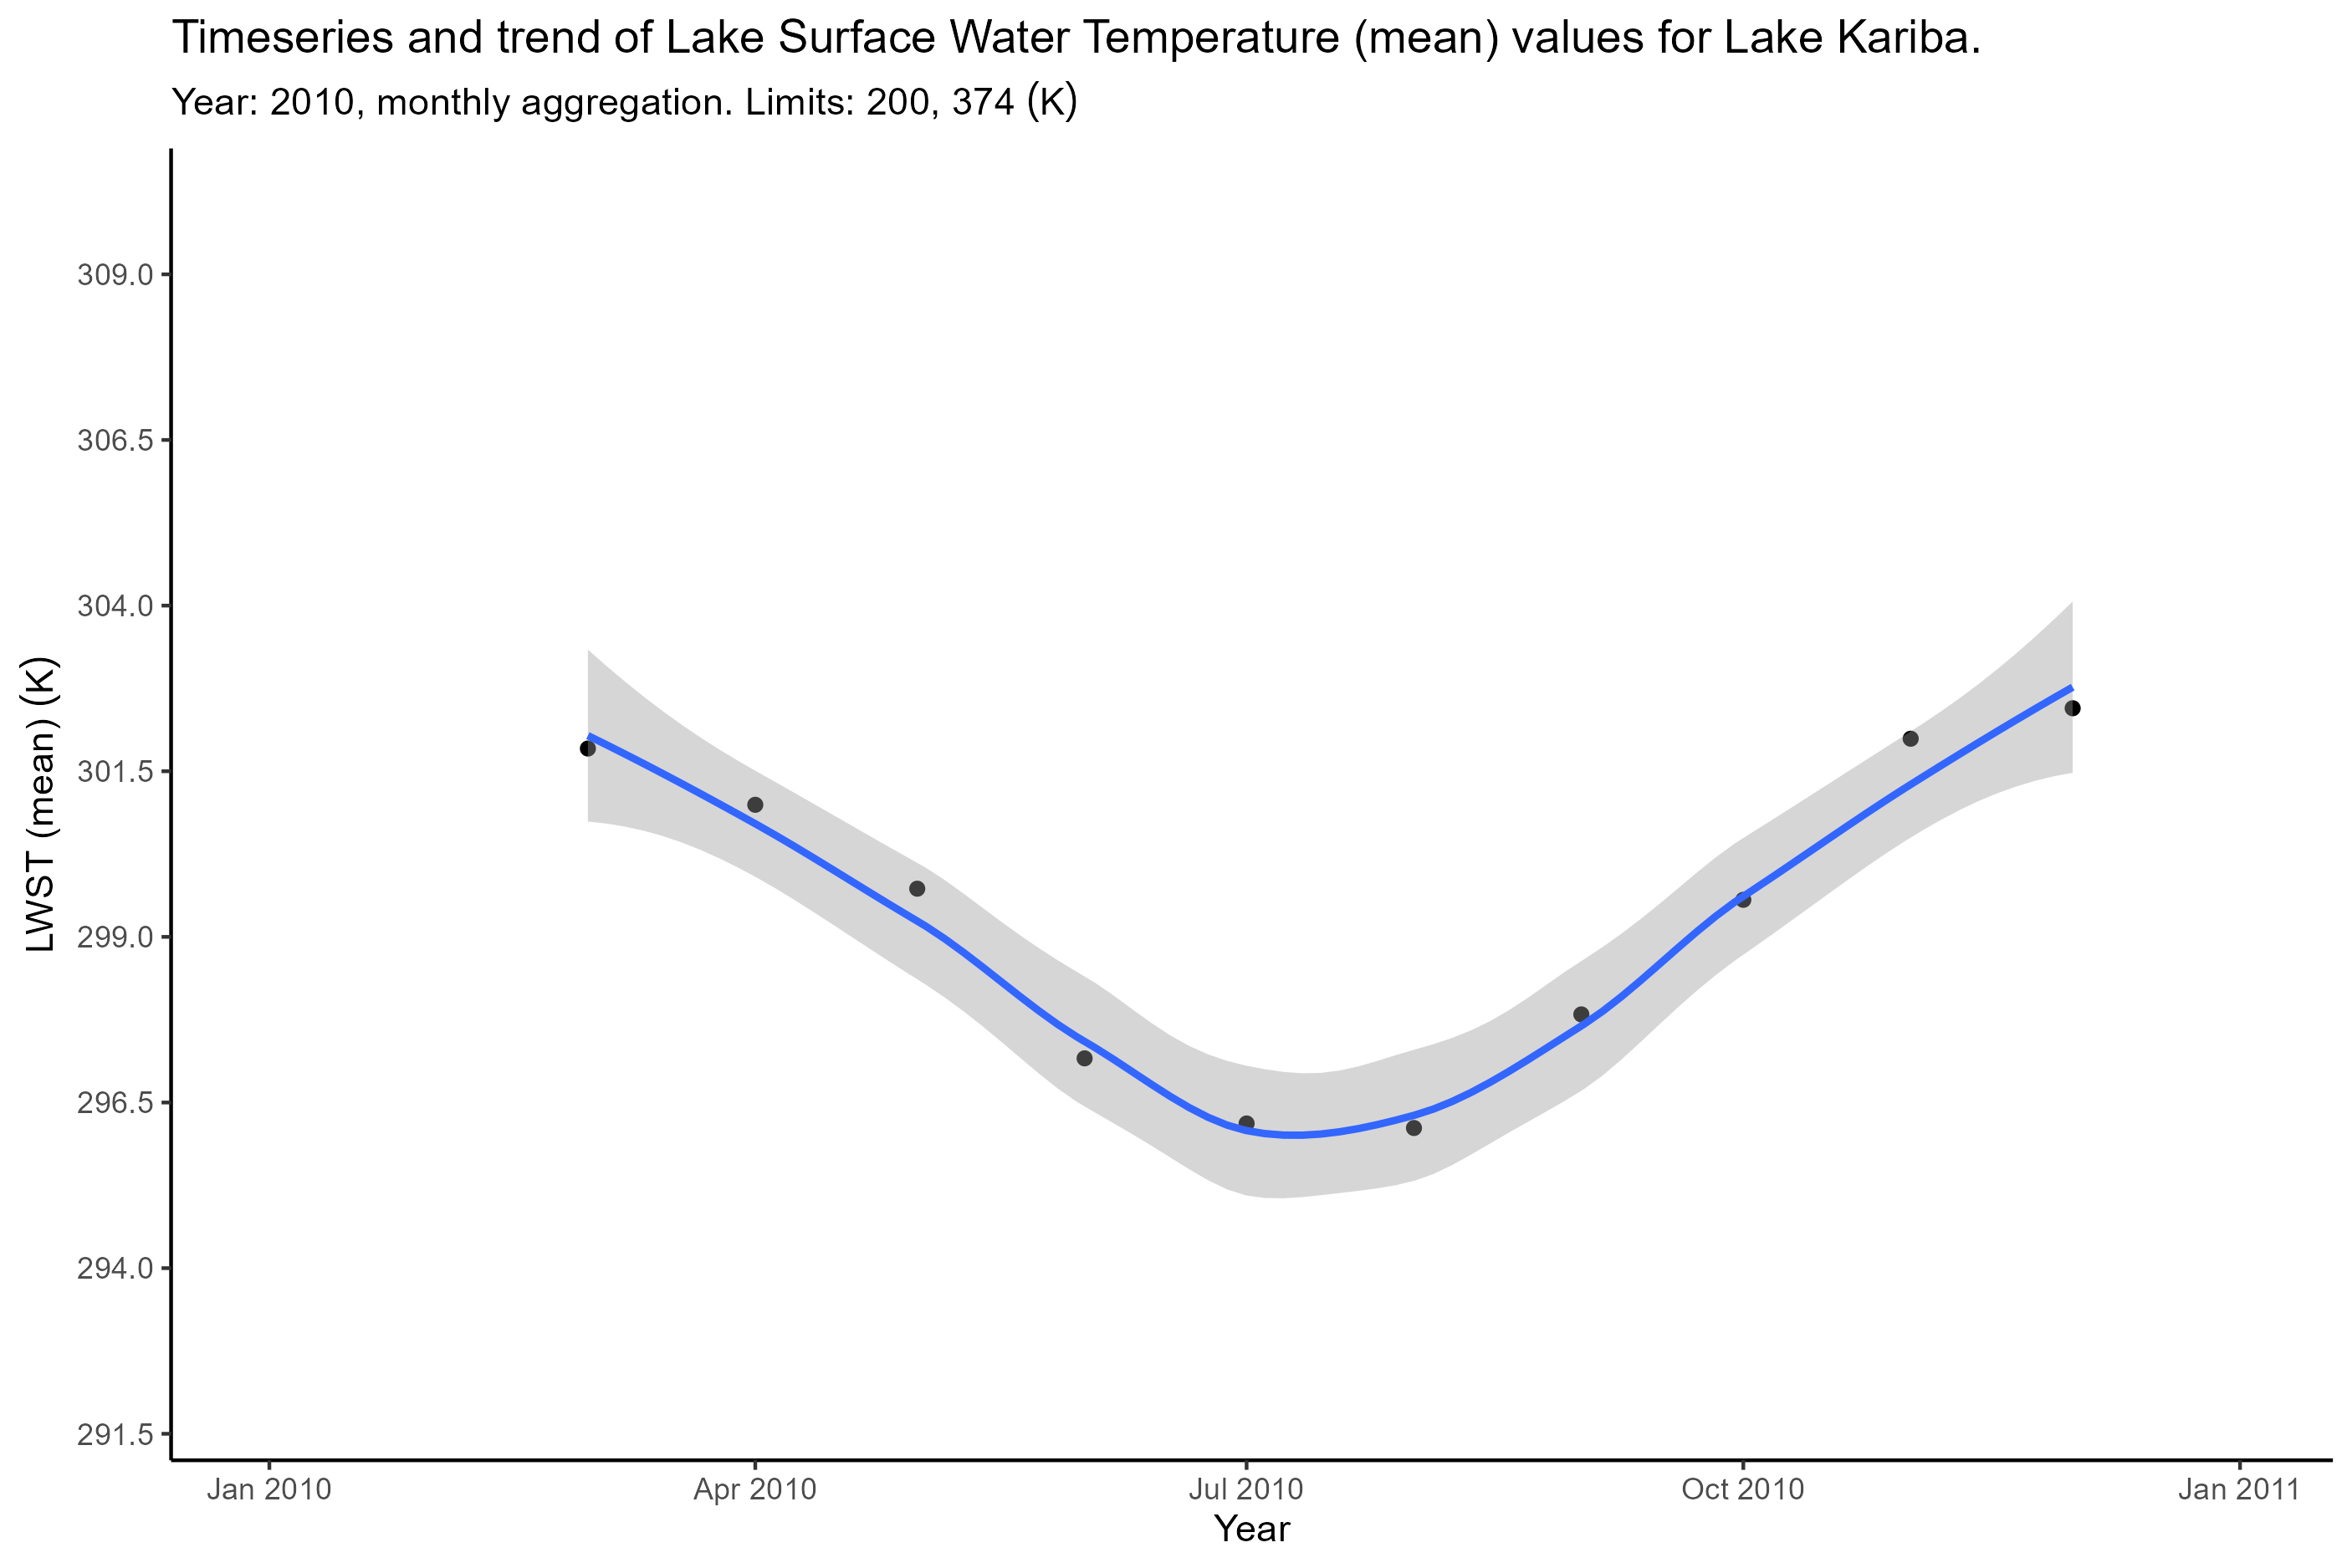 Timeseries and trend of Lake Surface Water Temperature (mean) values for Lake Kariba.
Year: 2010, monthly aggregation. Limits: 200, 374 (K)
LWST (mean) (K)
309.0
306.5
304.0
301.5
299.0
296.5
294.0
291.5
Jan 2010 Apr 2010 Jul 2010 Oct 2010 Jan 2011
Year